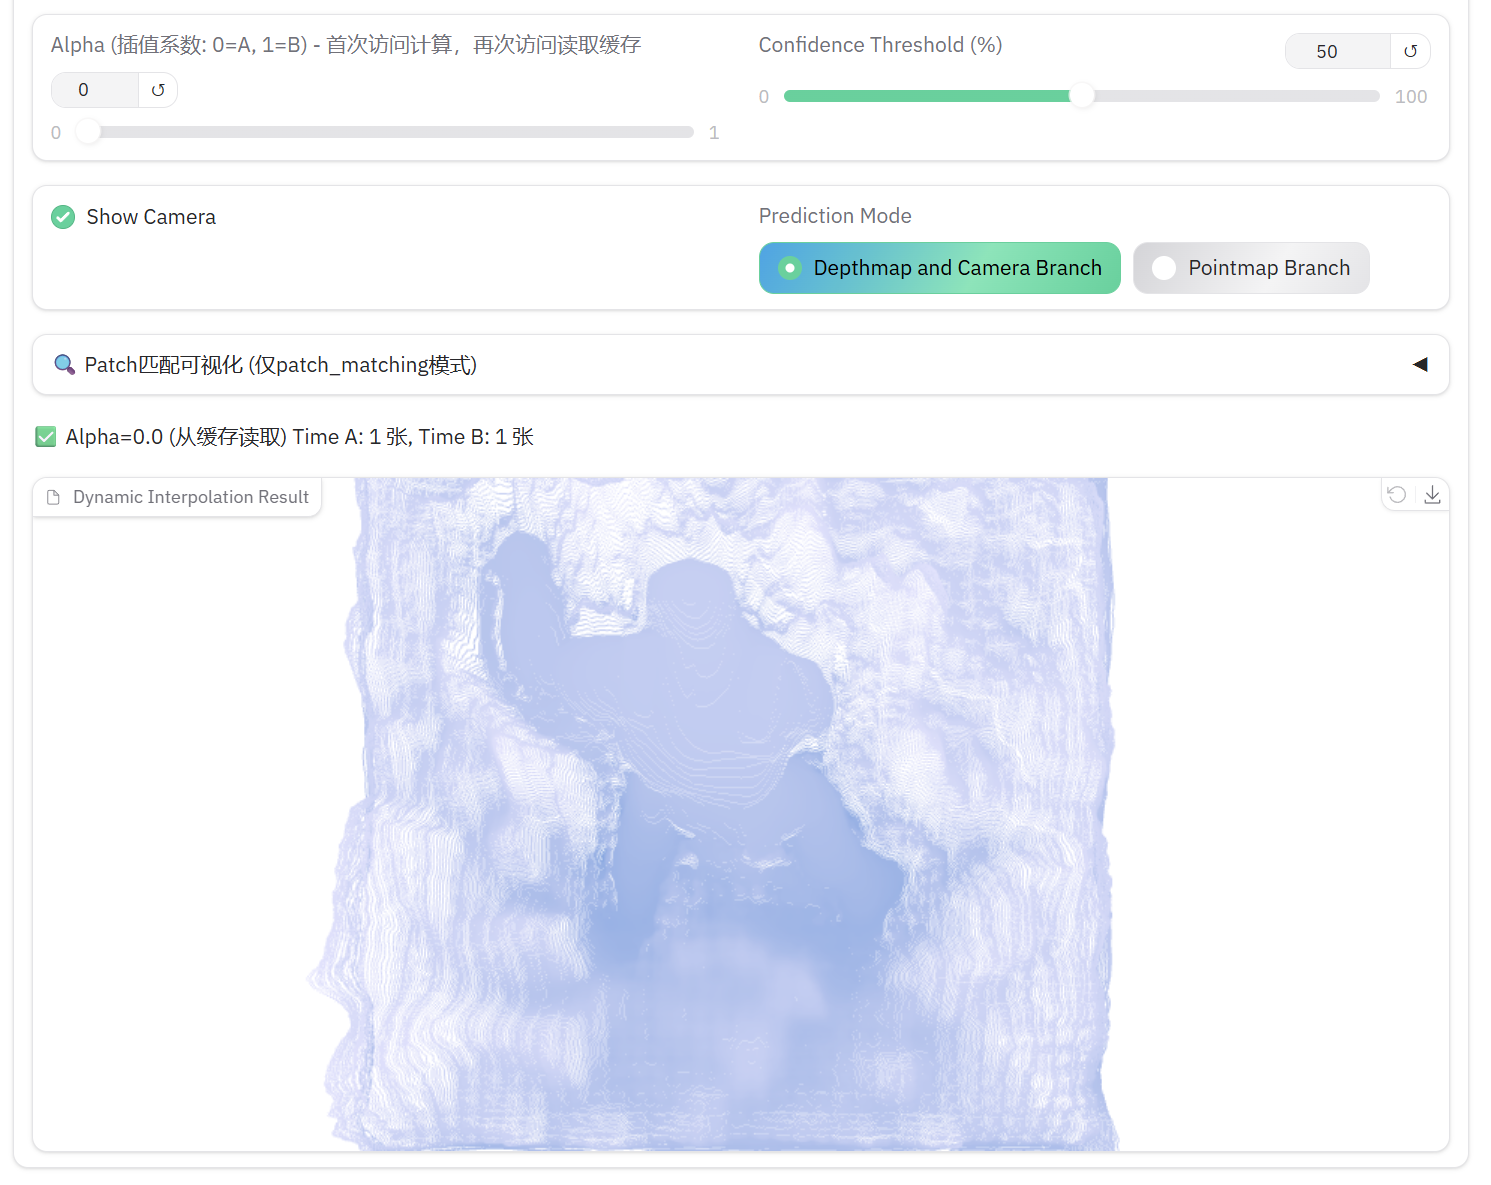 Alpha (插值系数: 0=A, 1=B) - 首次访问计算，再次访问读取缓存
0
0
1
Confidence Threshold (%)
50
0
100
Show Camera
Prediction Mode
Depthmap and Camera Branch
Pointmap Branch
Patch匹配可视化 (仅patch_matching模式)
Alpha=0.0 (从缓存读取) Time A: 1 张, Time B: 1 张
Dynamic Interpolation Result